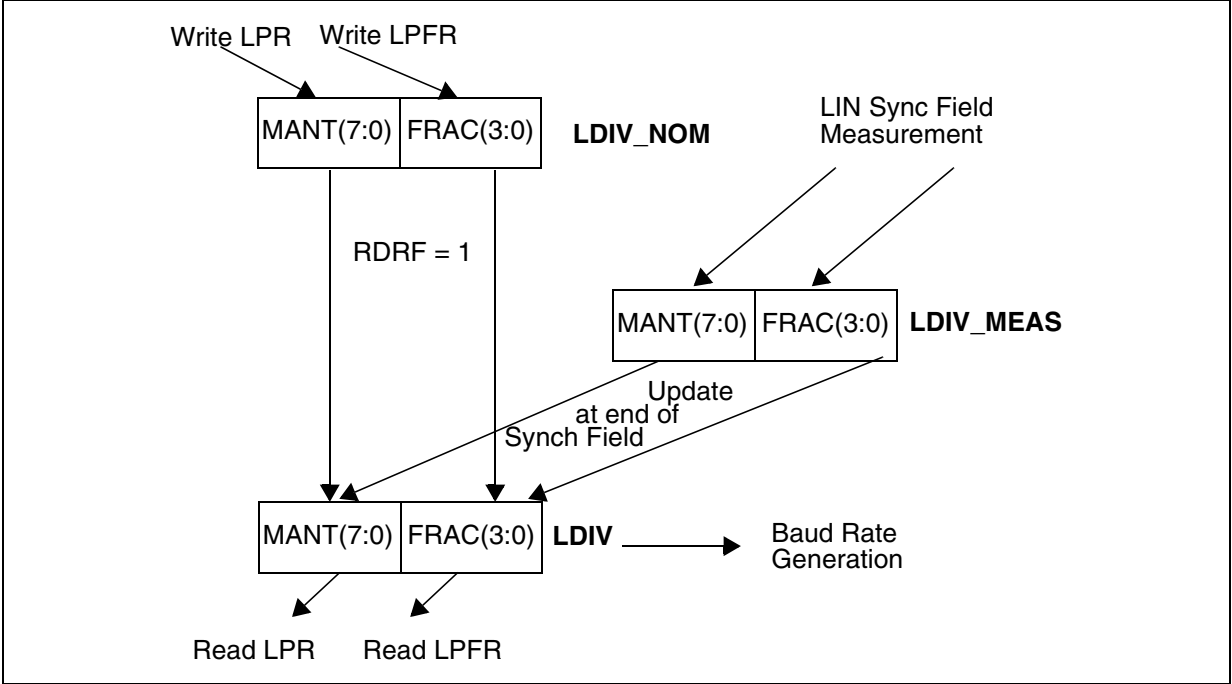 Write LPR
Write LPFR
MANT(7:0)
FRAC(3:0)
LDIV_NOM
LIN Sync Field
Measurement
RDRF = 1
MANT(7:0)
FRAC(3:0)
LDIV_MEAS
Update
at end of
Synch Field
MANT(7:0)
FRAC(3:0)
LDIV
Baud Rate
Generation
Read LPR
Read LPFR